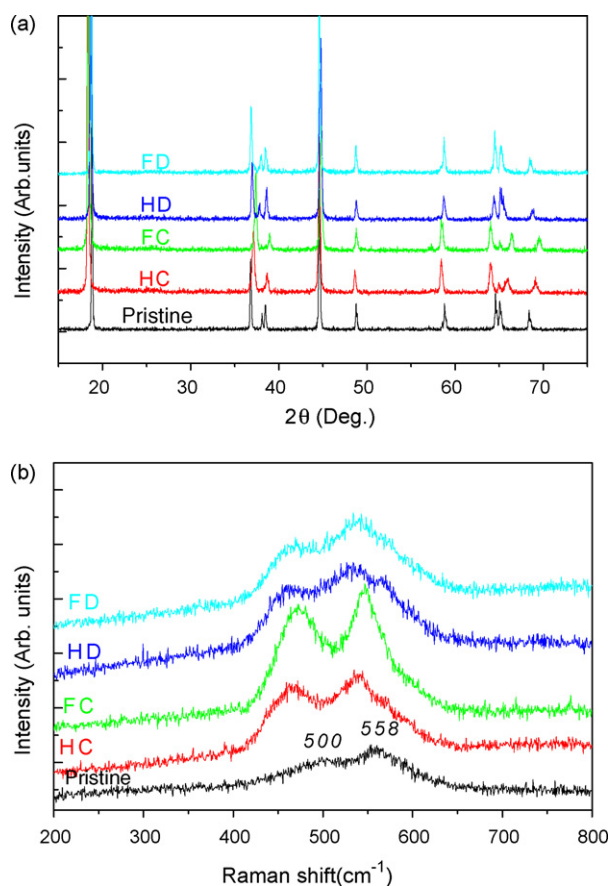 (a)
Intensity (Arb.units)
FD
HD
FC
HC
Pristine
20 30 40 50 60 70
2θ (Deg.)
(b)
Intensity (Arb. units)
FD
HD
FC
HC
500 558
Pristine
200 300 400 500 600 700 800
Raman shift(cm⁻¹)